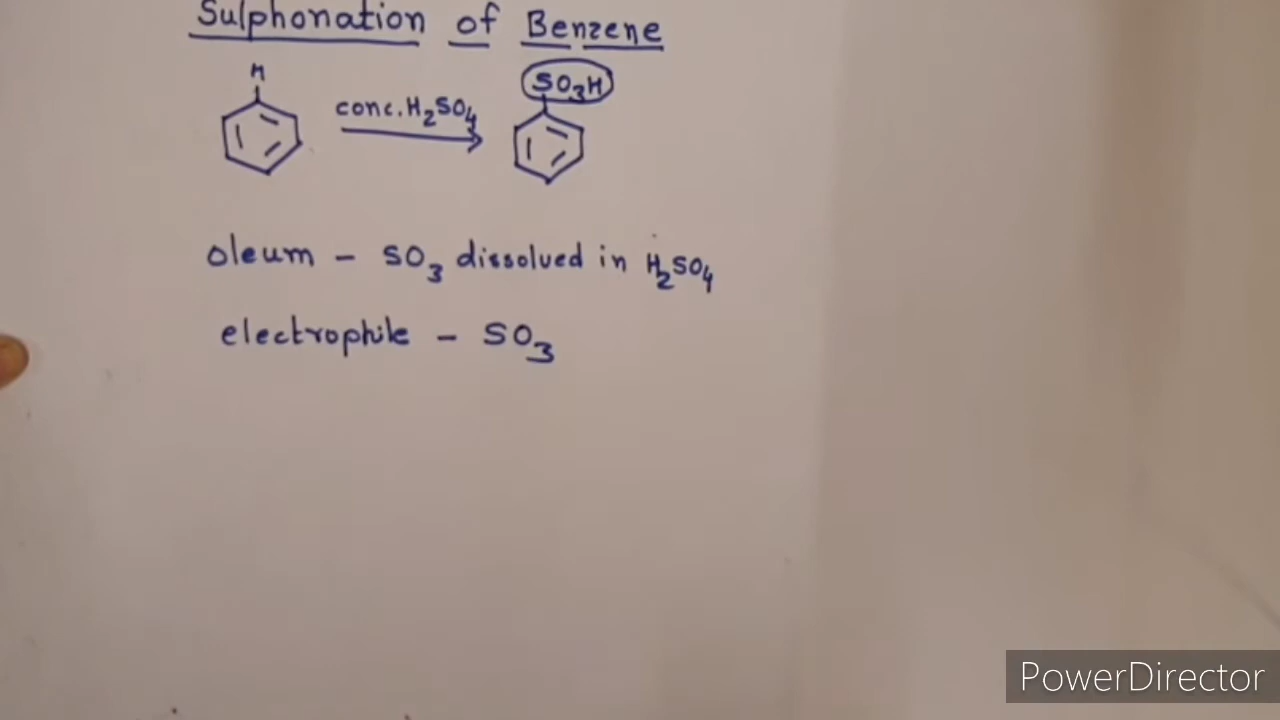 Sulphonation of Benzene
H
SO₃H
conc. H₂SO₄
oleum - SO₃ dissolved in H₂SO₄
electrophile - SO₃
PowerDirector